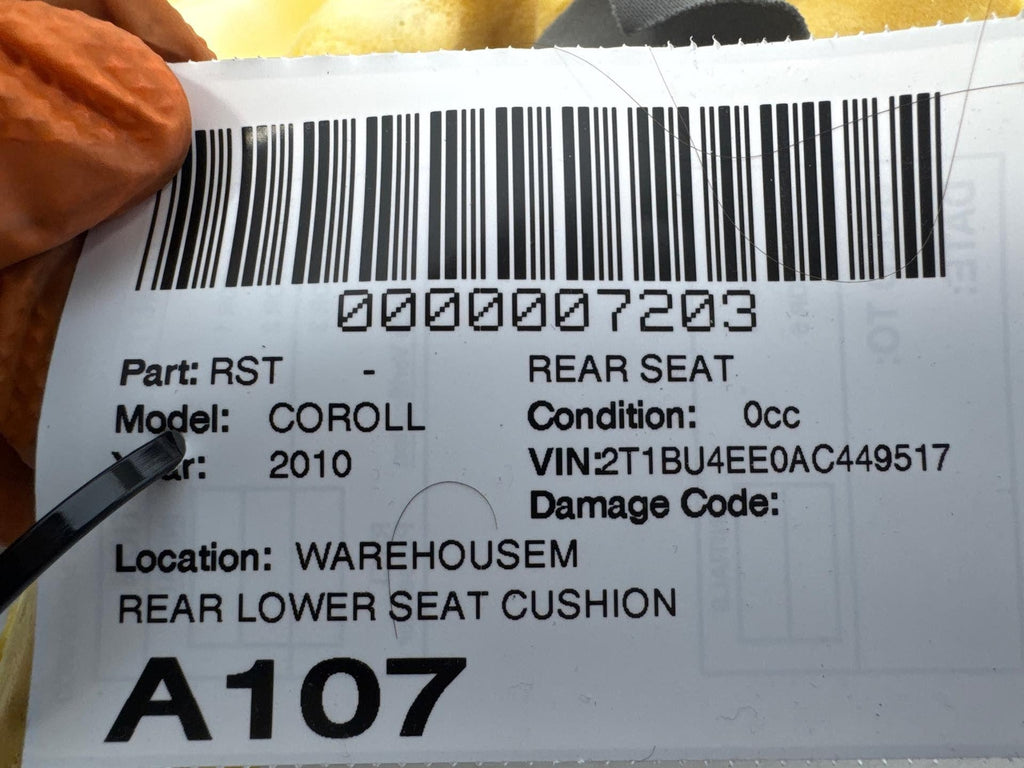 0000007203
Part: RST - REAR SEAT
Model: COROLL Condition: 0cc
Year: 2010 VIN:2T1BU4EE0AC449517
Damage Code:
Location: WAREHOUSEM
REAR LOWER SEAT CUSHION
A107